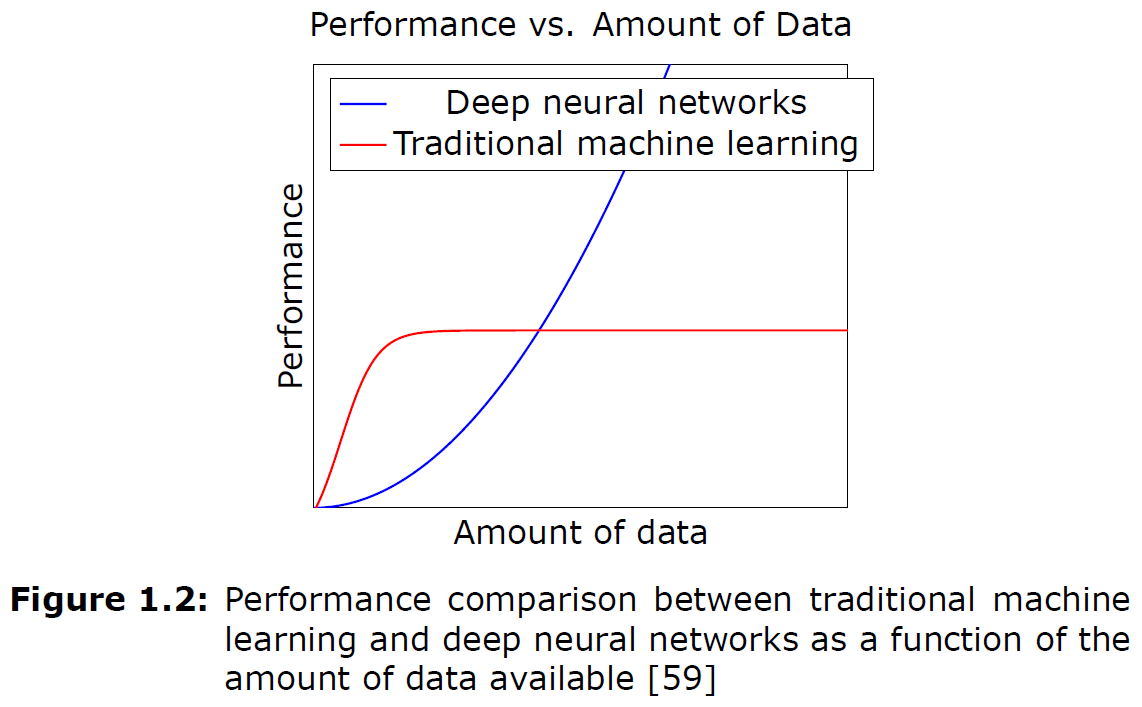 Performance vs. Amount of Data
Deep neural networks
Traditional machine learning
Performance
Amount of data
Figure 1.2: Performance comparison between traditional machine
learning and deep neural networks as a function of the
amount of data available [59]